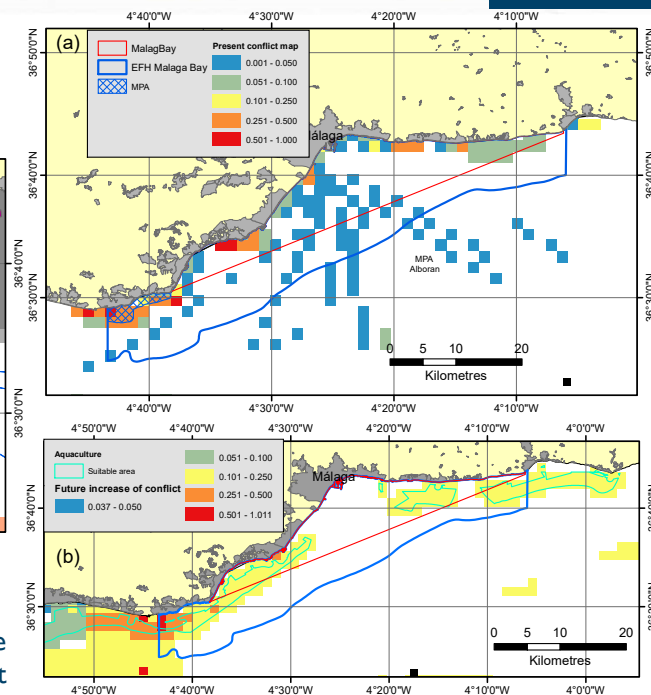 4°40'0"W 4°30'0"W 4°20'0"W 4°10'0"W
(a)
MalagBay
EFH Malaga Bay
MPA
Present conflict map
0.001 - 0.050
0.051 - 0.100
0.101 - 0.250
0.251 - 0.500
0.501 - 1.000
36°50'0"N
36°40'0"N
36°30'0"N
álaga
MPA
Alboran
0 5 10 20
Kilometres
4°40'0"W 4°30'0"W 4°20'0"W 4°10'0"W
36°40'0"N
36°30'0"N
4°50'0"W 4°40'0"W 4°30'0"W 4°20'0"W 4°10'0"W 4°0'0"W
Aquaculture
Suitable area
Future increase of conflict
0.037 - 0.050
0.051 - 0.100
0.101 - 0.250
0.251 - 0.500
0.501 - 1.011
Málaga
(b)
36°40'0"N
36°30'0"N
0 5 10 20
Kilometres
4°50'0"W 4°40'0"W 4°30'0"W 4°20'0"W 4°10'0"W 4°0'0"W
e
t